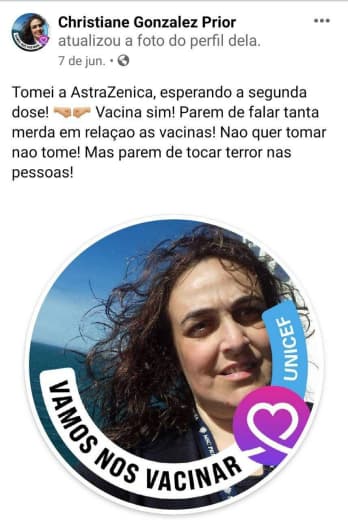 Christiane Gonzalez Prior
atualizou a foto do perfil dela.
7 de jun.
Tomei a AstraZenica, esperando a segunda
dose! Vacina sim! Parem de falar tanta
merda em relaçao as vacinas! Nao quer tomar
nao tome! Mas parem de tocar terror nas
pessoas!
UNICEF
VAMOS NOS VACINAR